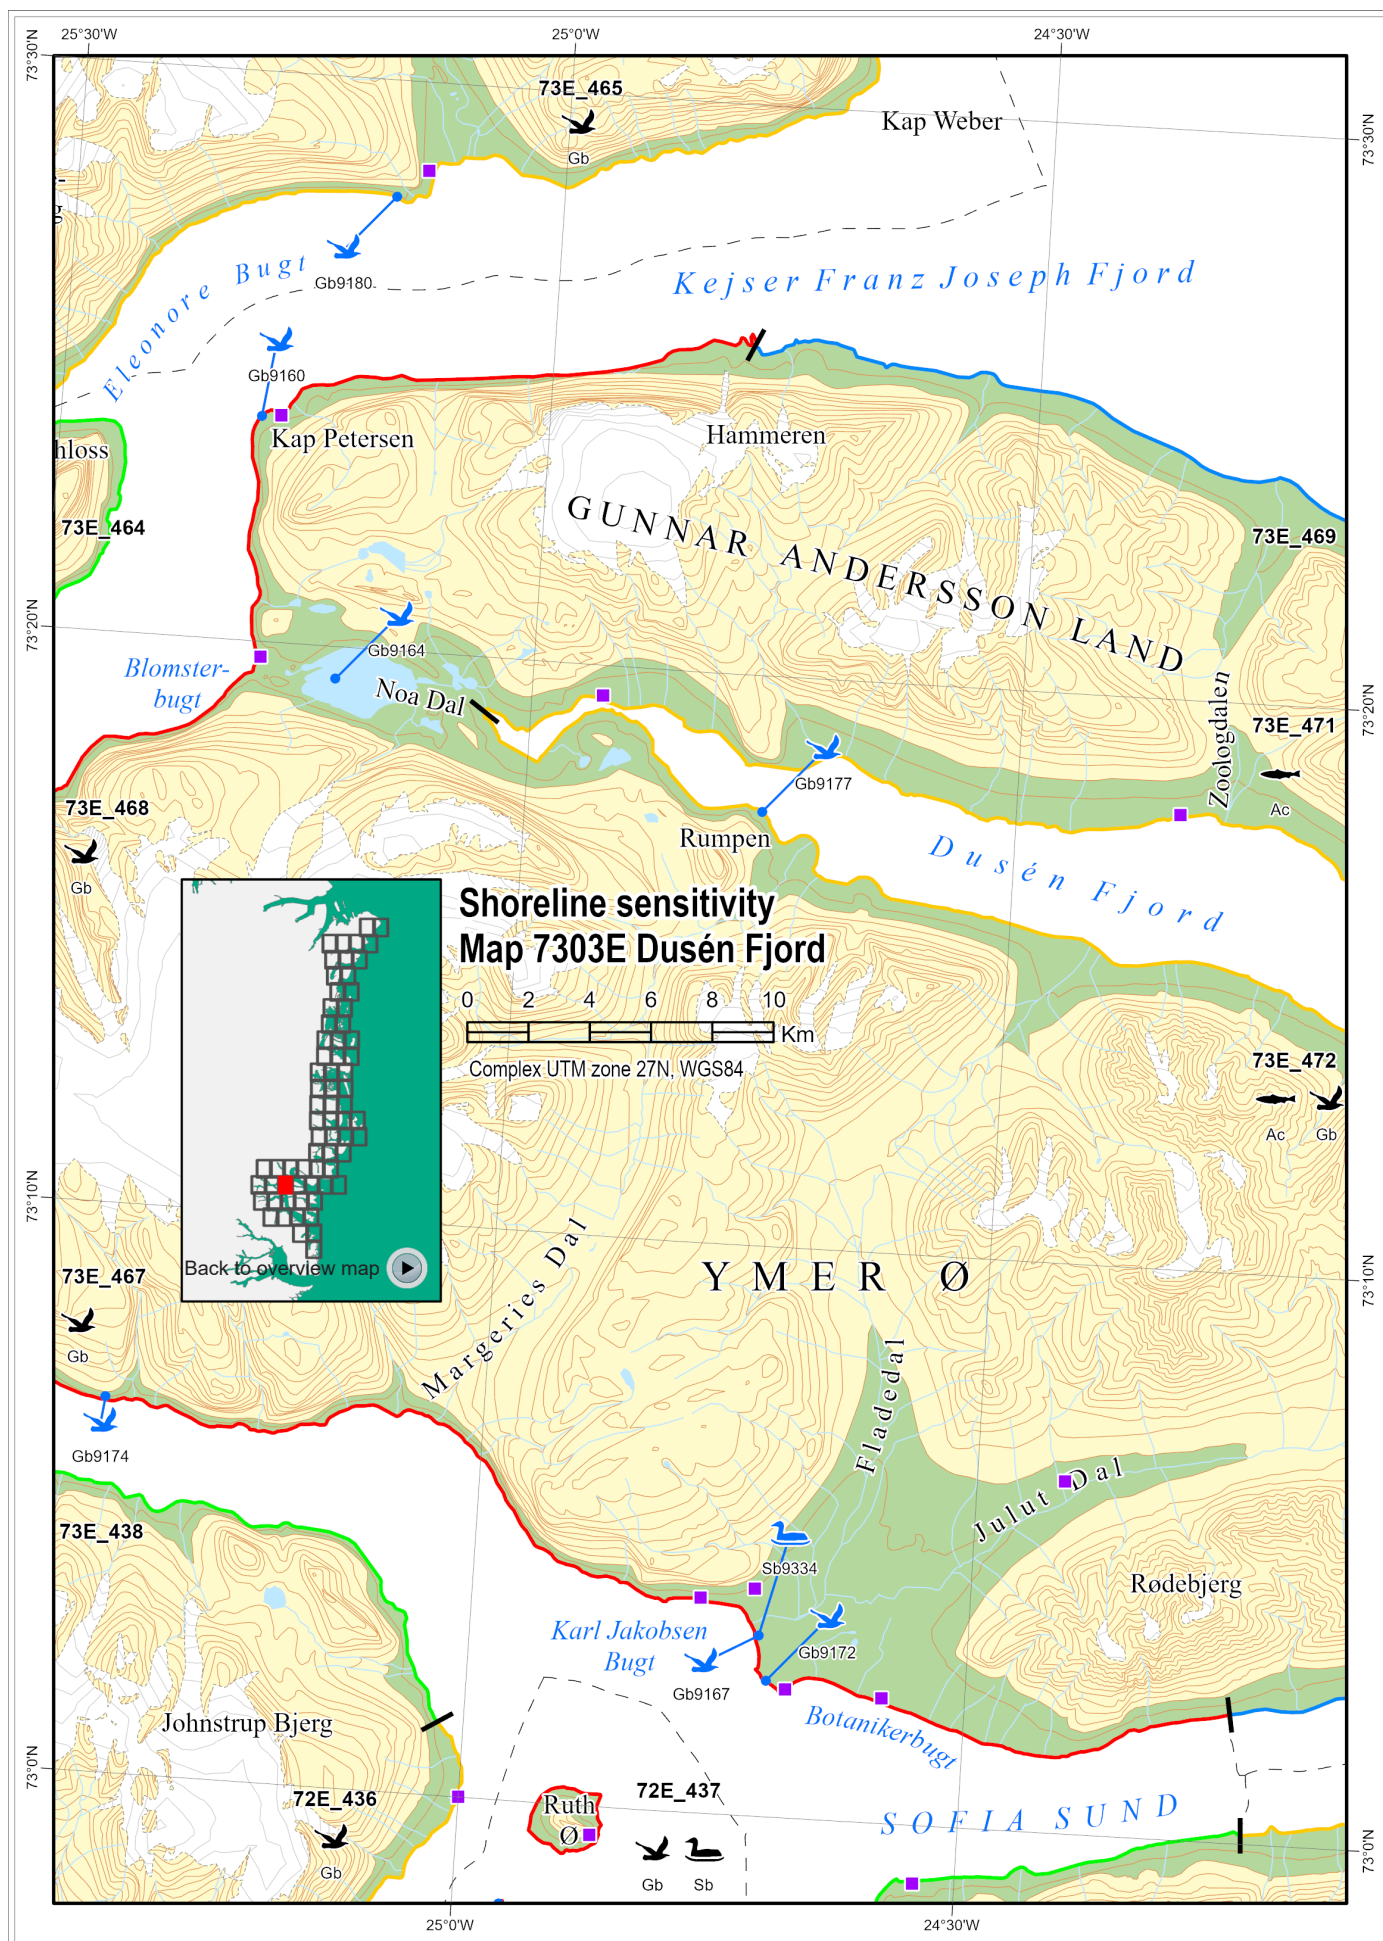 25°30'W
25°0'W
24°30'W
73°30'N
73°30'N
73E_465
Gb
Kap Weber
Eleonore Bugt
Gb9180
Kejser Franz Joseph Fjord
Gb9160
Kap Petersen
Hammeren
hloss
73E_464
GUNNAR ANDERSSON LAND
73E_469
73°20'N
Gb9164
Blomster-
bugt
Noa Dal
73°20'N
Zoologdalen
73E_471
Ac
Gb9177
Rumpen
Dusén Fjord
73E_468
Gb
Shoreline sensitivity
Map 7303E Dusén Fjord
0 2 4 6 8 10
Km
Complex UTM zone 27N, WGS84
73E_472
Ac
Gb
73°10'N
Back to overview map
73E_467
Gb
Margeries Dal
YMER Ø
73°10'N
Fladedal
Gb9174
Julut Dal
73E_438
Sb9334
Rødebjerg
Karl Jakobsen
Bugt
Gb9172
Gb9167
Johnstrup Bjerg
Botanikerbugt
73°0'N
72E_436
Gb
Ruth
Ø
72E_437
Gb
Sb
SOFIA SUND
73°0'N
25°0'W
24°30'W